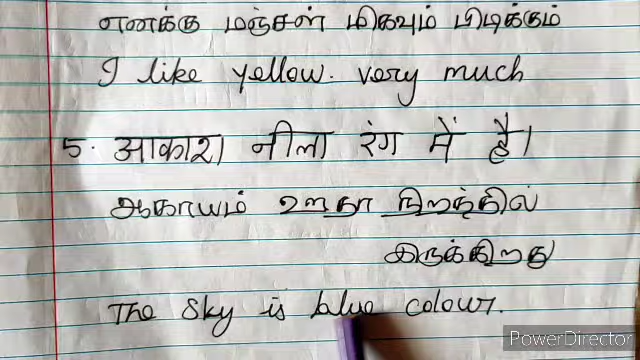 எனக்கு மஞ்சள் மிகவும் பிடிக்கும்
I like yellow. very much
5. आकाश नीला रंग में है।
ஆகாயம் ஊதா நிறத்தில்
இருக்கிறது
The Sky is blue colour.
PowerDirector